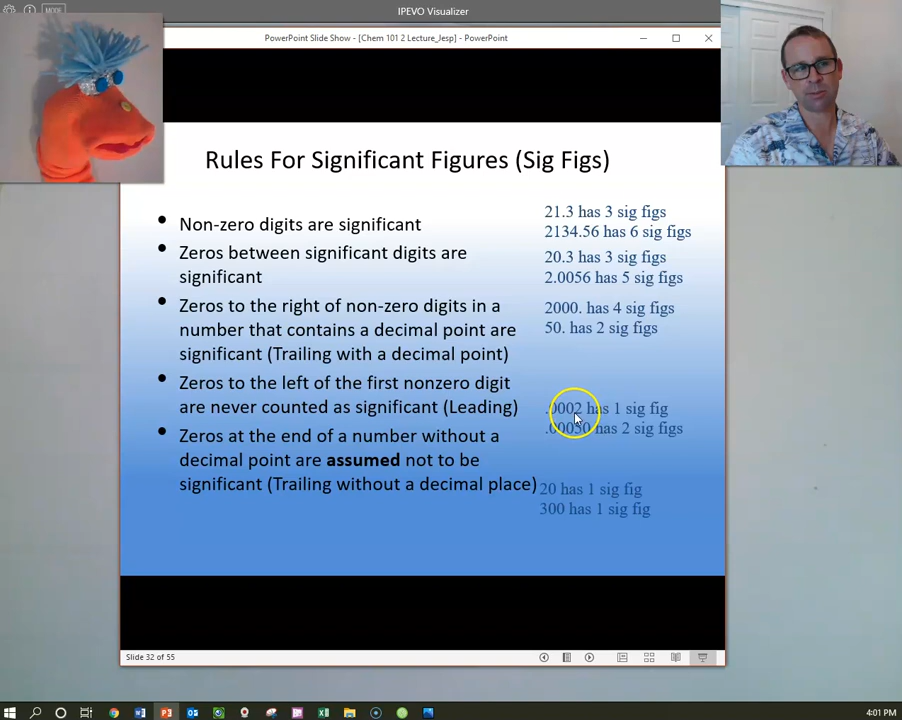 MODE
IPEVO Visualizer
PowerPoint Slide Show - [Chem 101 2 Lecture_Jesp] - PowerPoint
Rules For Significant Figures (Sig Figs)
• Non-zero digits are significant
• Zeros between significant digits are
significant
• Zeros to the right of non-zero digits in a
number that contains a decimal point are
significant (Trailing with a decimal point)
• Zeros to the left of the first nonzero digit
are never counted as significant (Leading)
• Zeros at the end of a number without a
decimal point are assumed not to be
significant (Trailing without a decimal place)
21.3 has 3 sig figs
2134.56 has 6 sig figs
20.3 has 3 sig figs
2.0056 has 5 sig figs
2000. has 4 sig figs
50. has 2 sig figs
.0002 has 1 sig fig
.00050 has 2 sig figs
20 has 1 sig fig
300 has 1 sig fig
Slide 32 of 55
4:01 PM